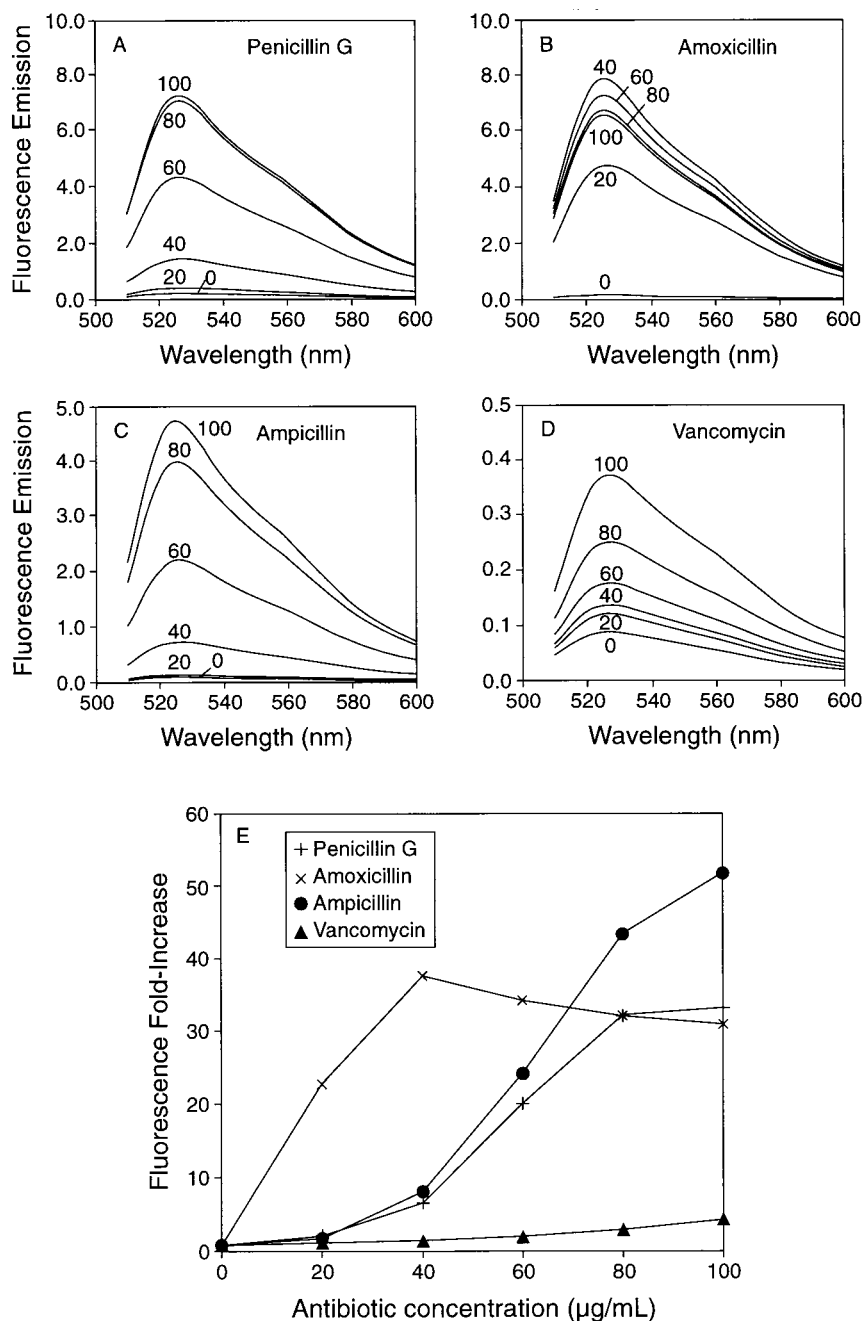 A Penicillin G
Fluorescence Emission
8.0
6.0
4.0
2.0
0.0
100
80
60
40
20 0
500 520 540 560 580 600
Wavelength (nm)
B Amoxicillin
10.0
8.0
6.0
4.0
2.0
0.0
40
60
80
100
20
0
500 520 540 560 580 600
Wavelength (nm)
C Ampicillin
Fluorescence Emission
5.0
4.0
3.0
2.0
1.0
0.0
100
80
60
40
20 0
500 520 540 560 580 600
Wavelength (nm)
D Vancomycin
0.5
0.4
0.3
0.2
0.1
0.0
100
80
60
40
20
0
500 520 540 560 580 600
Wavelength (nm)
E
Penicillin G
Amoxicillin
Ampicillin
Vancomycin
Fluorescence Fold-Increase
60
50
40
30
20
10
0
0 20 40 60 80 100
Antibiotic concentration (µg/mL)